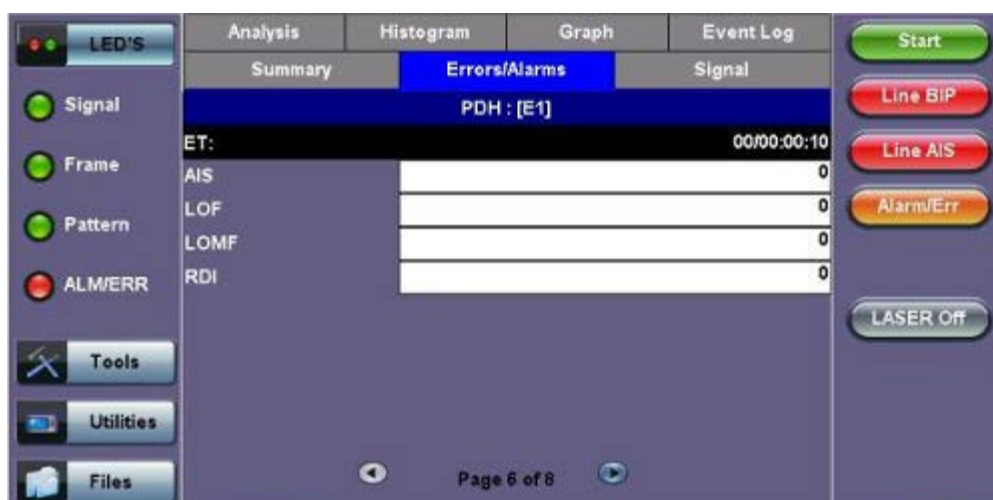 LED'S
Signal
Frame
Pattern
ALM/ERR
Tools
Utilities
Files
Analysis Histogram Graph Event Log
Summary Errors/Alarms Signal
PDH : [E1]
ET: 00/00:00:10
AIS 0
LOF 0
LOMF 0
RDI 0
Page 6 of 8
Start
Line BIP
Line AIS
Alarm/Err
LASER Off